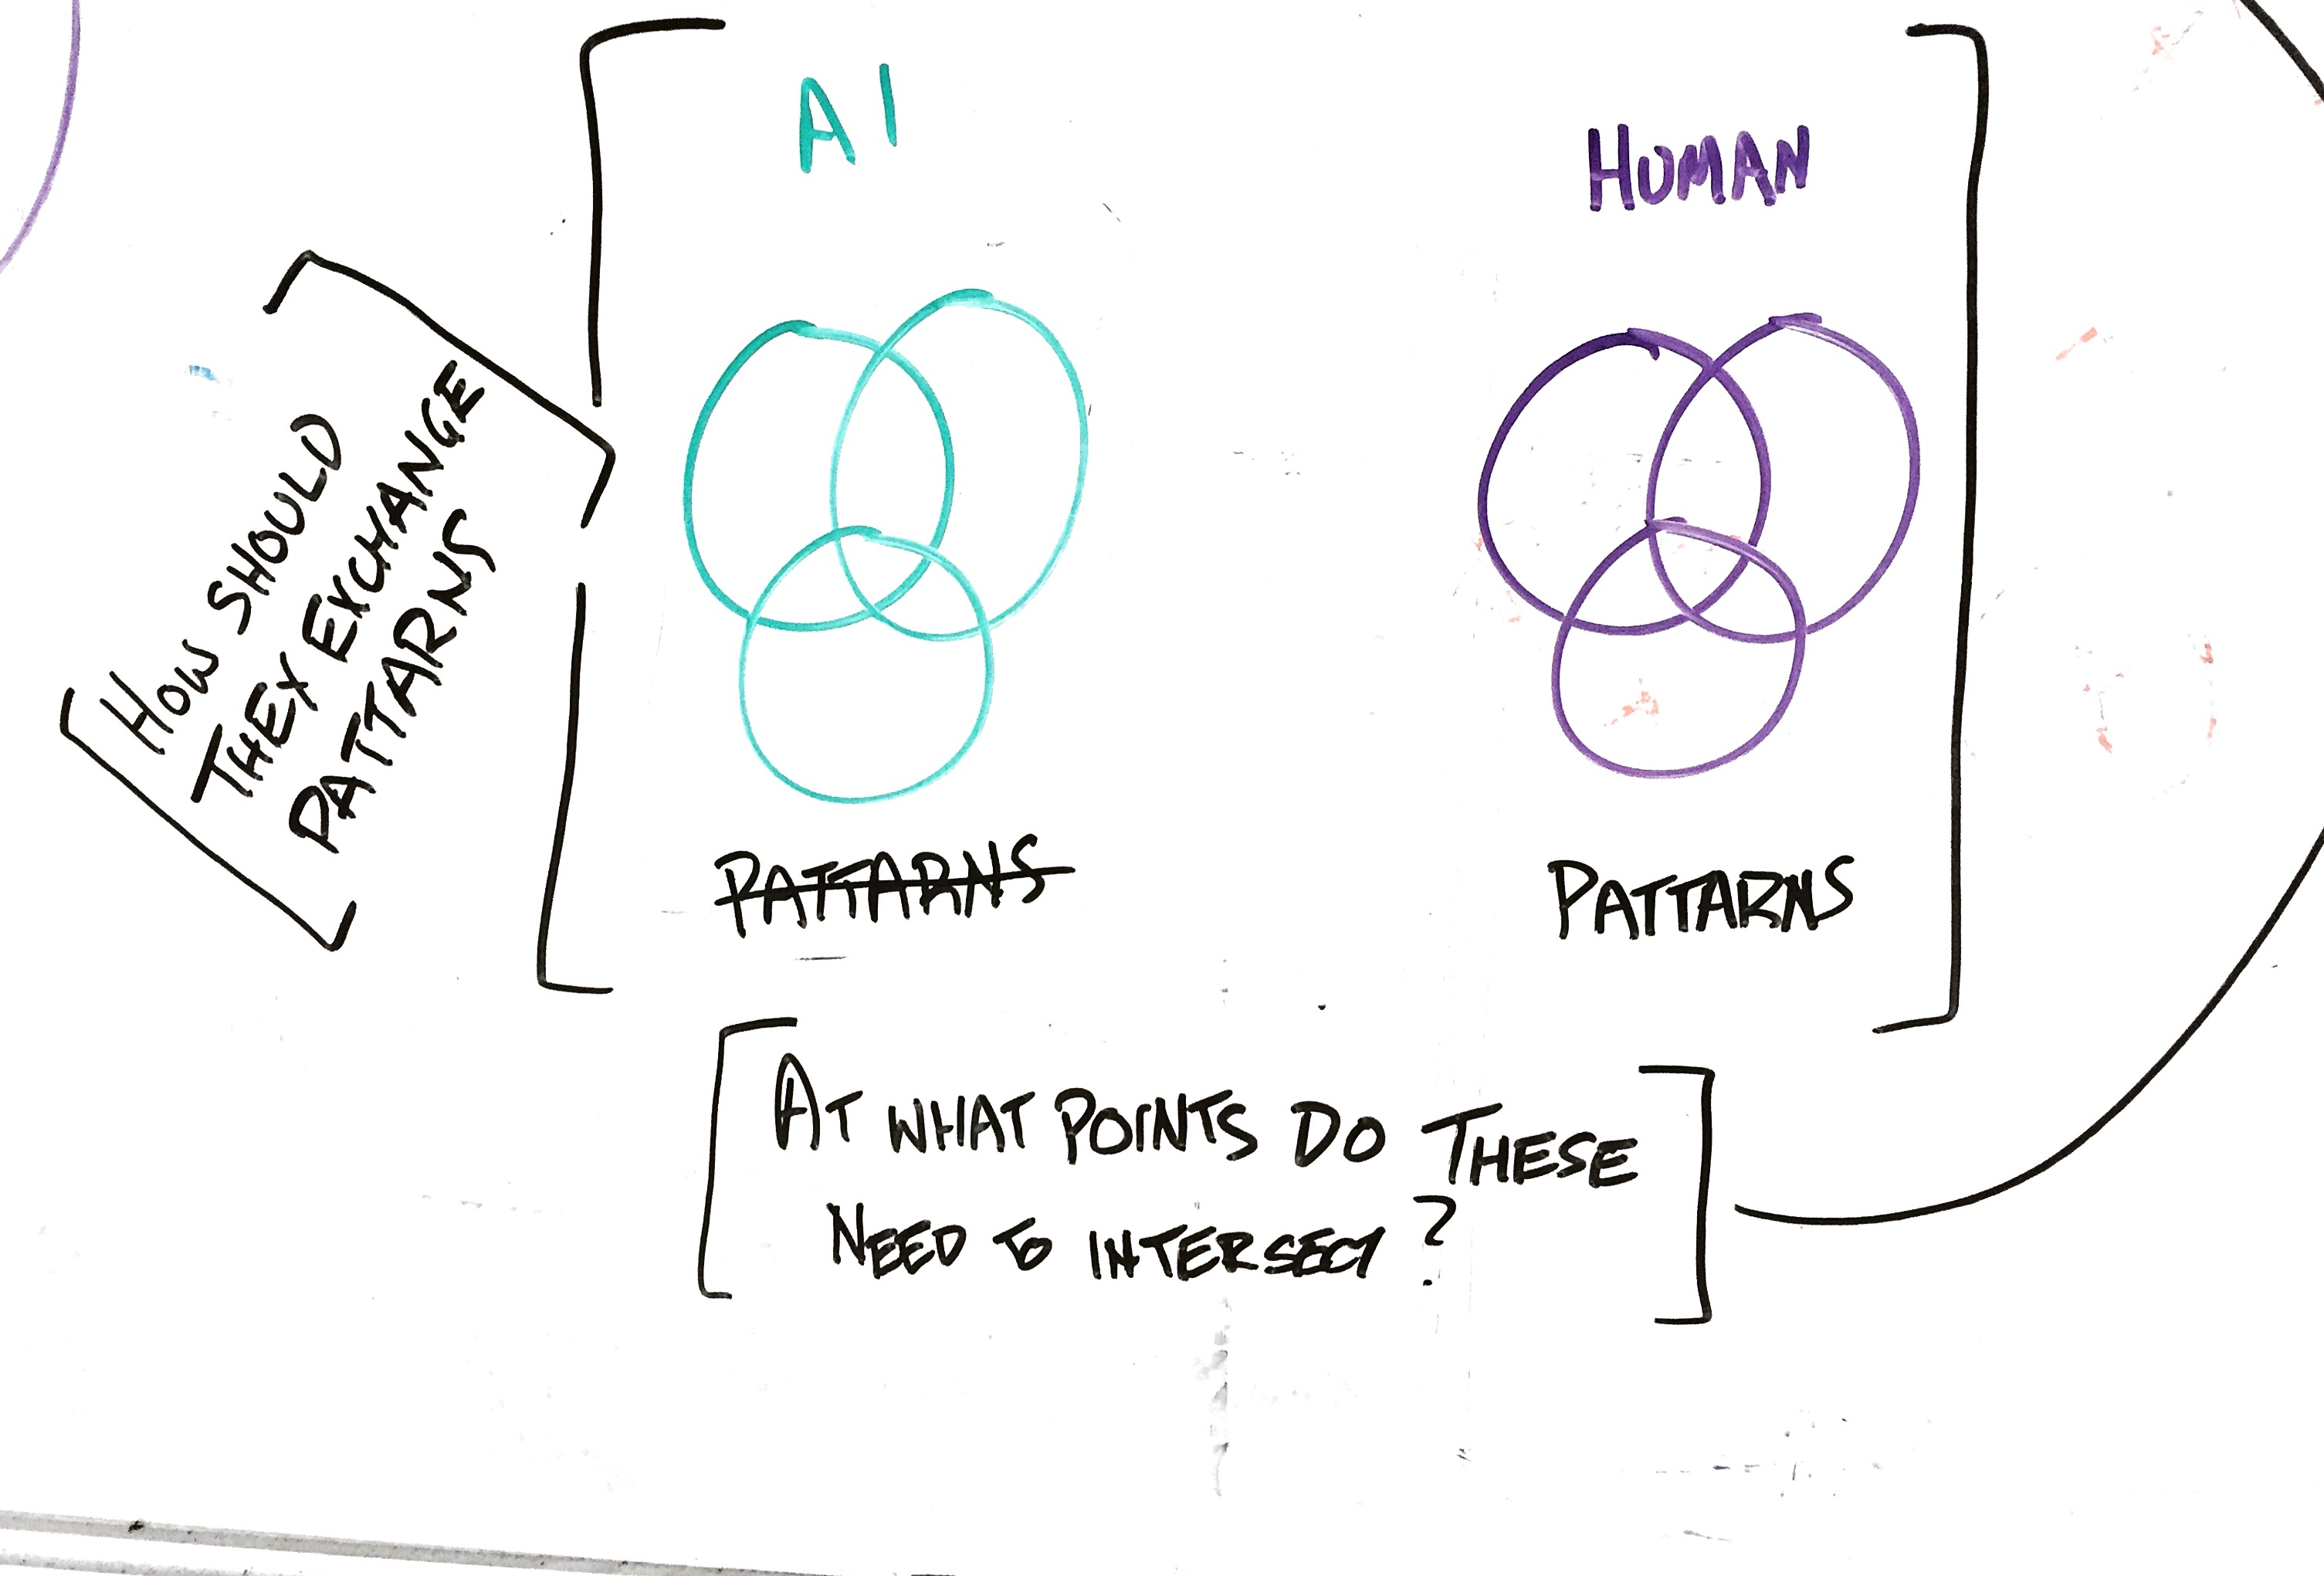 AI
HUMAN
HOW SHOULD
THEY EXCHANGE
PATTARNS
PATTARNS
PATTARNS
AT WHAT POINTS DO THESE
NEED TO INTERSECT?